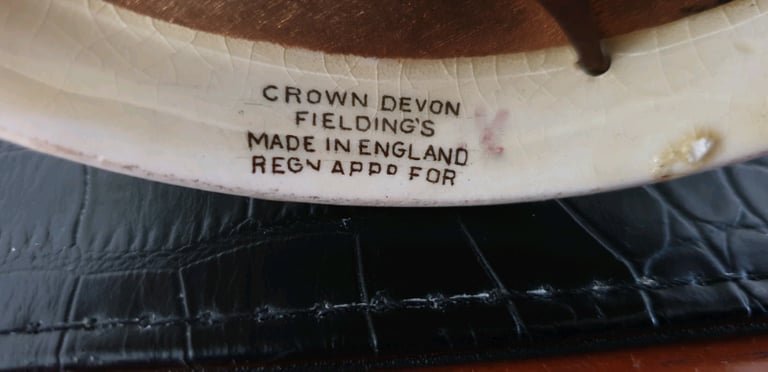 CROWN DEVON
FIELDING'S
MADE IN ENGLAND
REGN APPD FOR